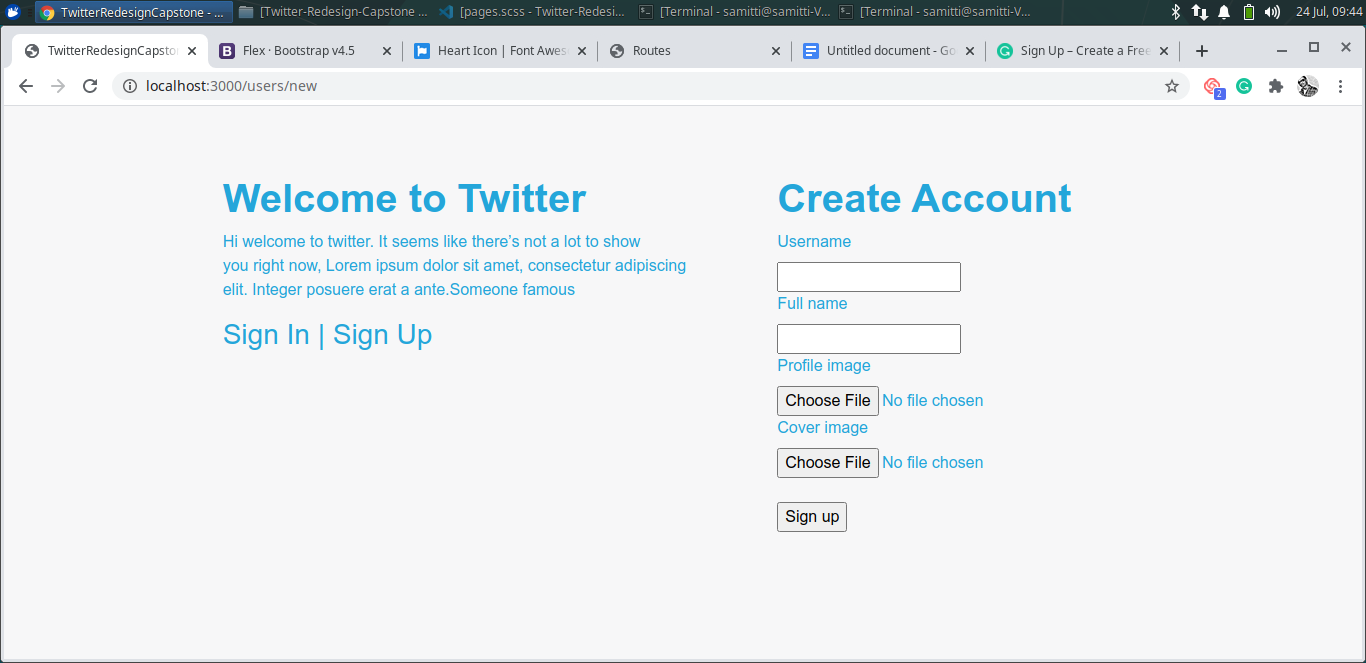 TwitterRedesignCapstone - ...
[Twitter-Redesign-Capstone ...
[pages.scss - Twitter-Redesi...
[Terminal - samitti@samitti-V...
[Terminal - samitti@samitti-V...
24 Jul, 09:44
TwitterRedesignCapsto
Flex · Bootstrap v4.5
Heart Icon | Font Awes
Routes
Untitled document - Go
Sign Up – Create a Free
localhost:3000/users/new
2
Welcome to Twitter
Hi welcome to twitter. It seems like there's not a lot to show
you right now, Lorem ipsum dolor sit amet, consectetur adipiscing
elit. Integer posuere erat a ante.Someone famous
Sign In | Sign Up
Create Account
Username
Full name
Profile image
Choose File No file chosen
Cover image
Choose File No file chosen
Sign up